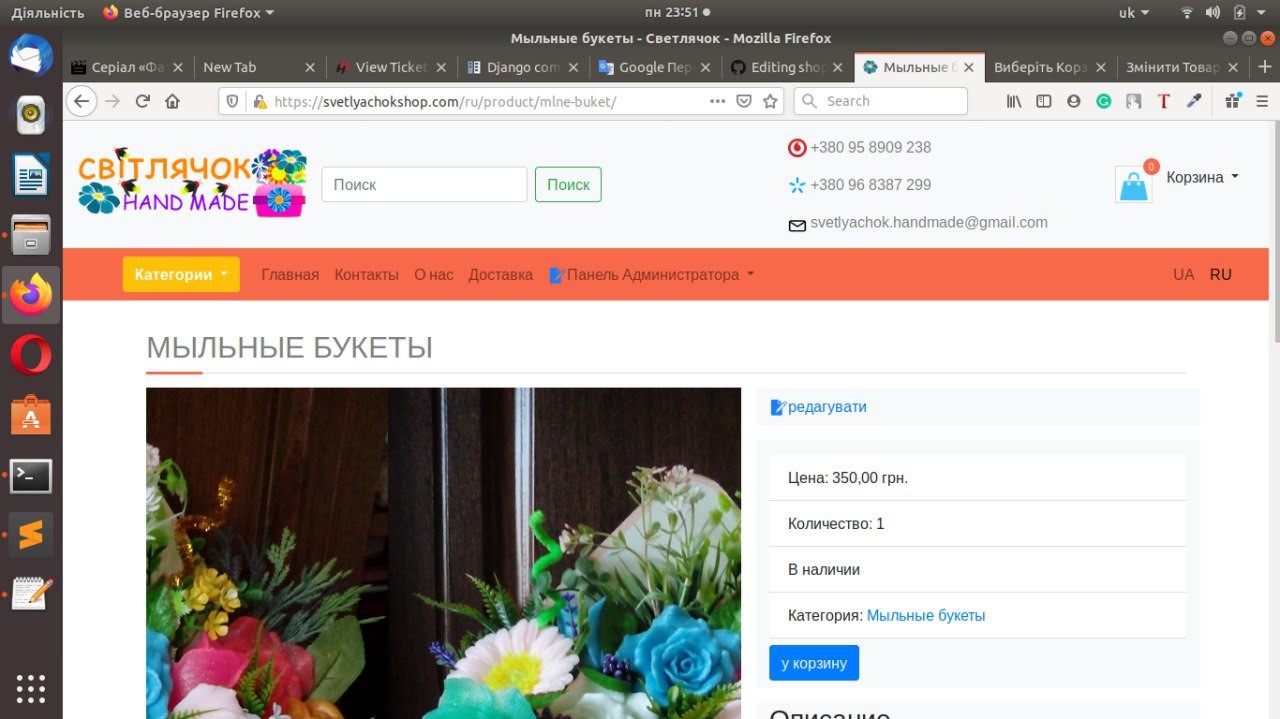 Діяльність
Веб-браузер Firefox
пн 23:51
uk
Мыльные букеты - Светлячок - Mozilla Firefox
Серіал «Фа
New Tab
View Ticket
Django com
Google Пер
Editing shop
Мыльные б
Виберіть Корз
Змінити Товар
https://svetlyachokshop.com/ru/product/mlne-buket/
Search
СВІТЛЯЧОК
HAND MADE
Поиск
Поиск
+380 95 8909 238
+380 96 8387 299
svetlyachok.handmade@gmail.com
0
Корзина
Категории
Главная
Контакты
О нас
Доставка
Панель Администратора
UA
RU
МЫЛЬНЫЕ БУКЕТЫ
редагувати
Цена: 350,00 грн.
Количество: 1
В наличии
Категория: Мыльные букеты
у корзину
Описание